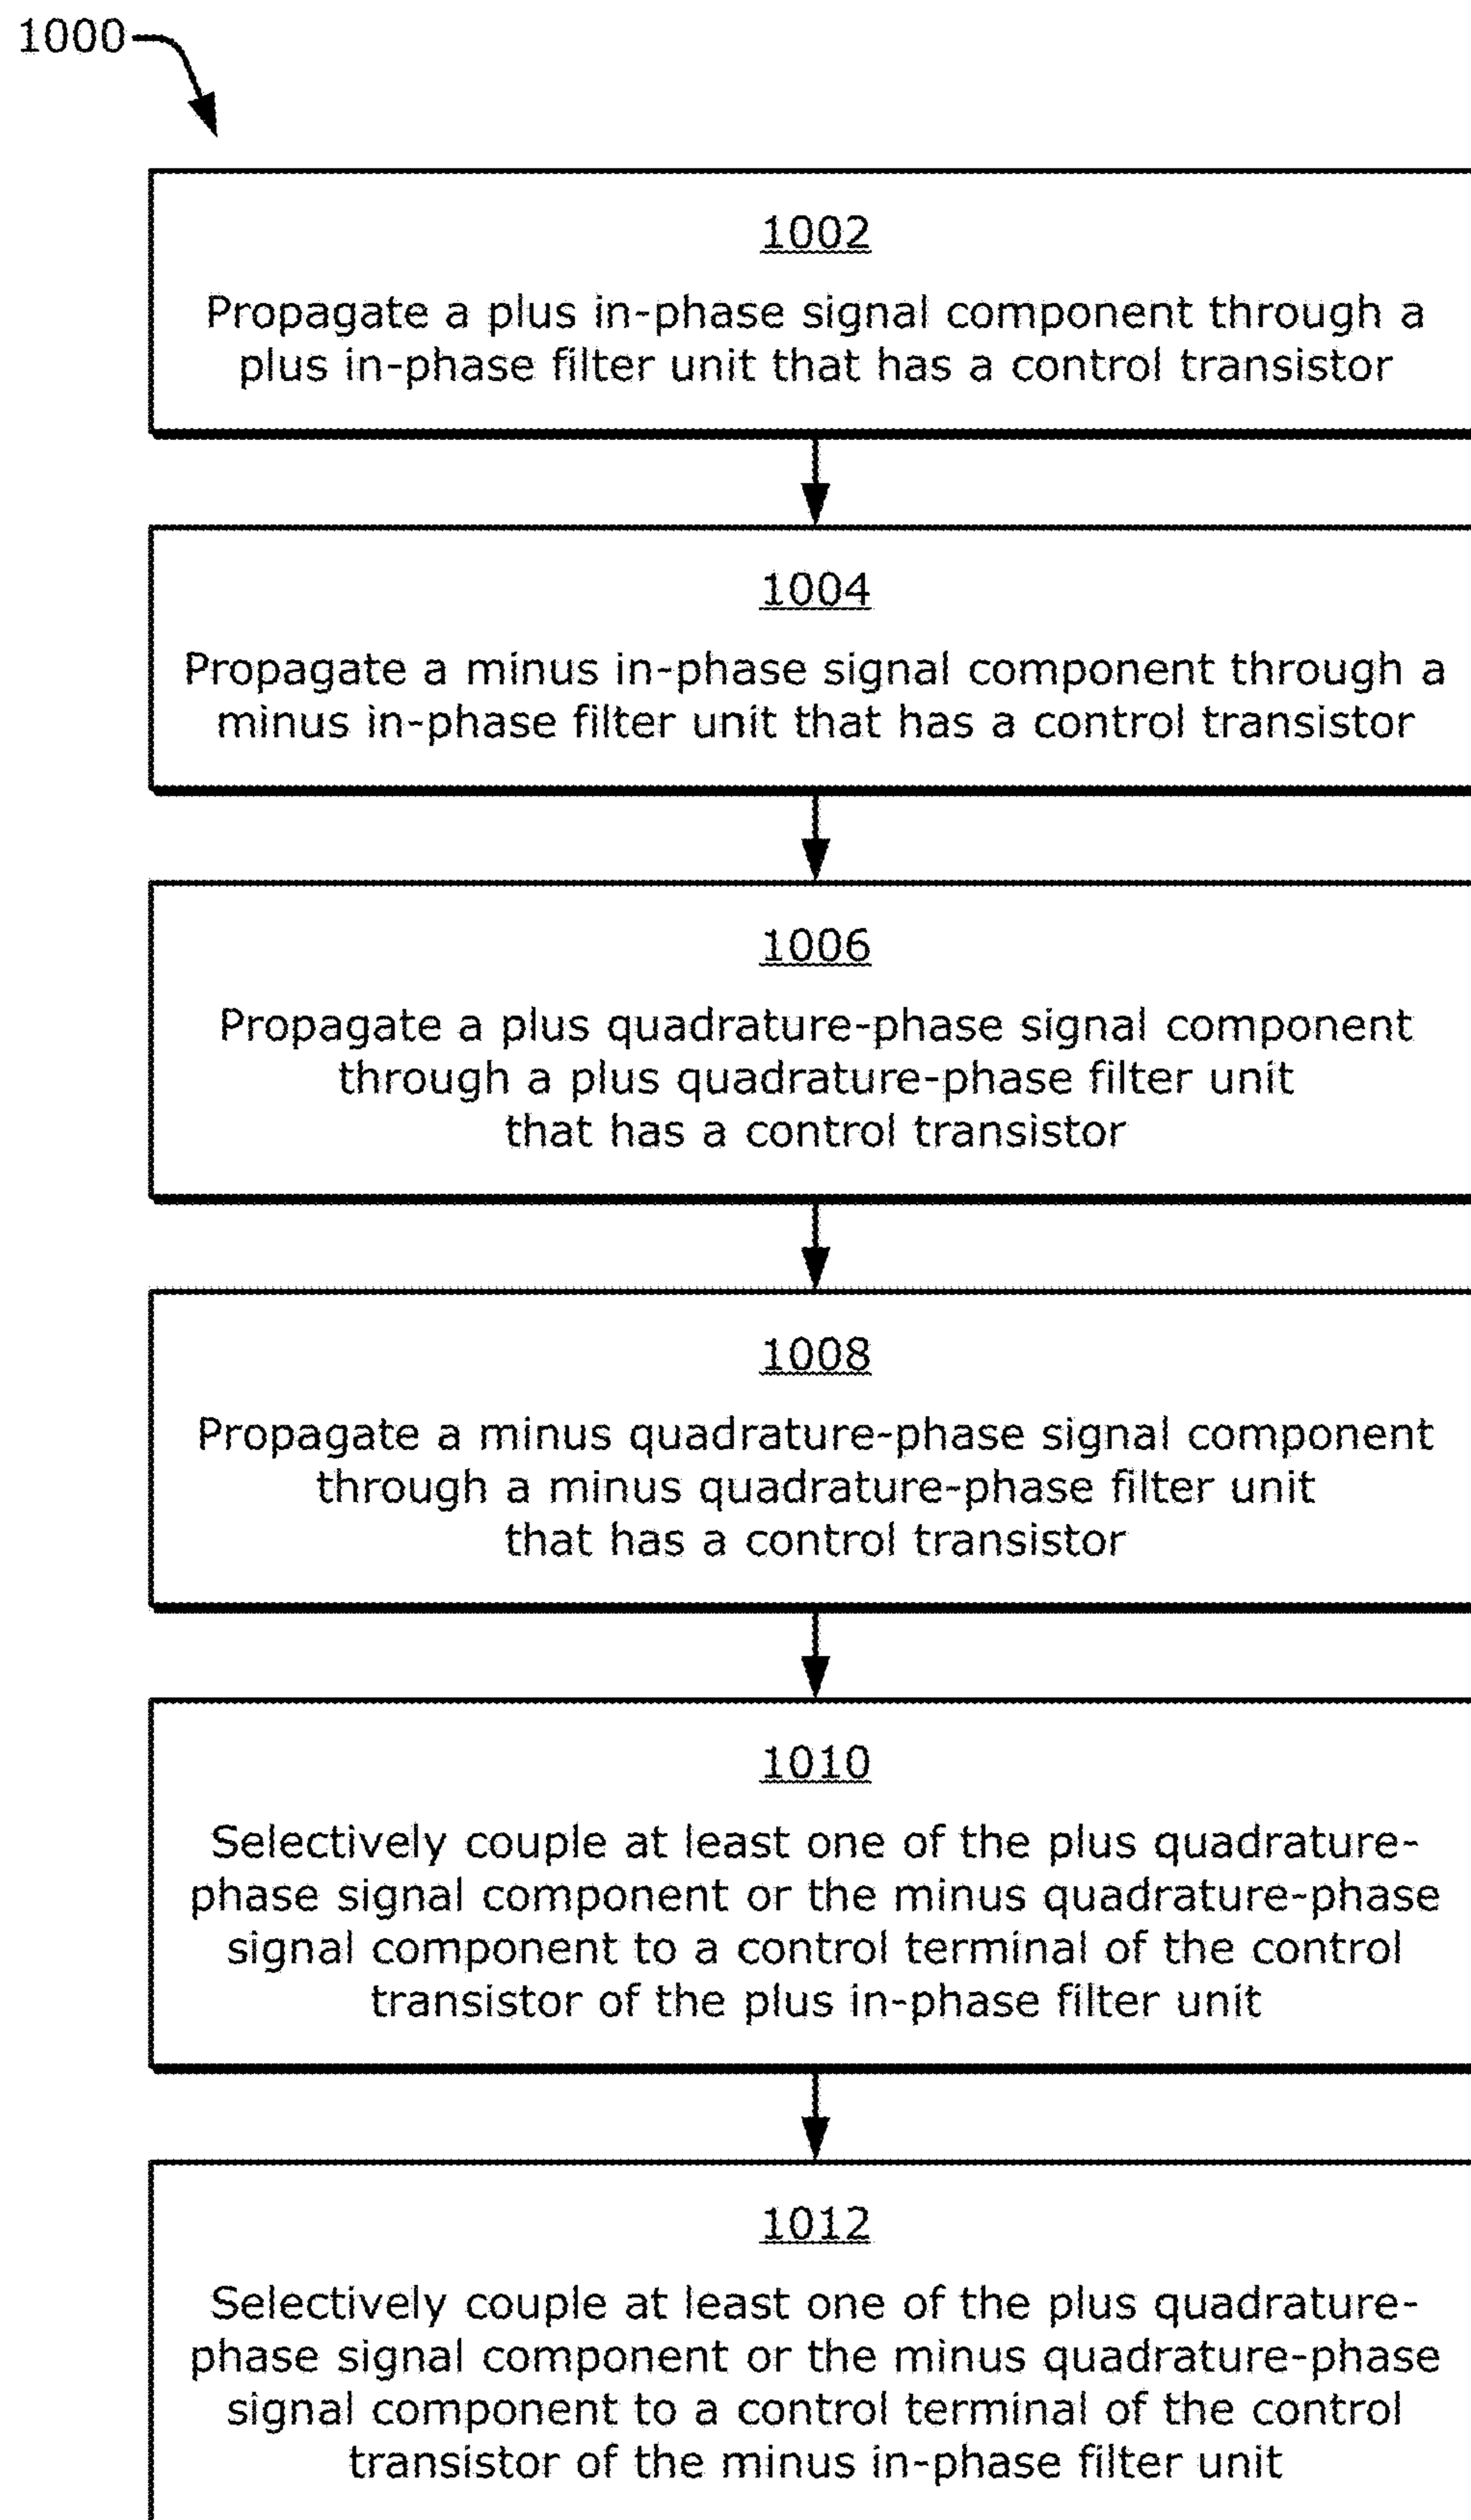 1000
1002
Propagate a plus in-phase signal component through a
plus in-phase filter unit that has a control transistor
1004
Propagate a minus in-phase signal component through a
minus in-phase filter unit that has a control transistor
1006
Propagate a plus quadrature-phase signal component
through a plus quadrature-phase filter unit
that has a control transistor
1008
Propagate a minus quadrature-phase signal component
through a minus quadrature-phase filter unit
that has a control transistor
1010
Selectively couple at least one of the plus quadrature-
phase signal component or the minus quadrature-phase
signal component to a control terminal of the control
transistor of the plus in-phase filter unit
1012
Selectively couple at least one of the plus quadrature-
phase signal component or the minus quadrature-phase
signal component to a control terminal of the control
transistor of the minus in-phase filter unit